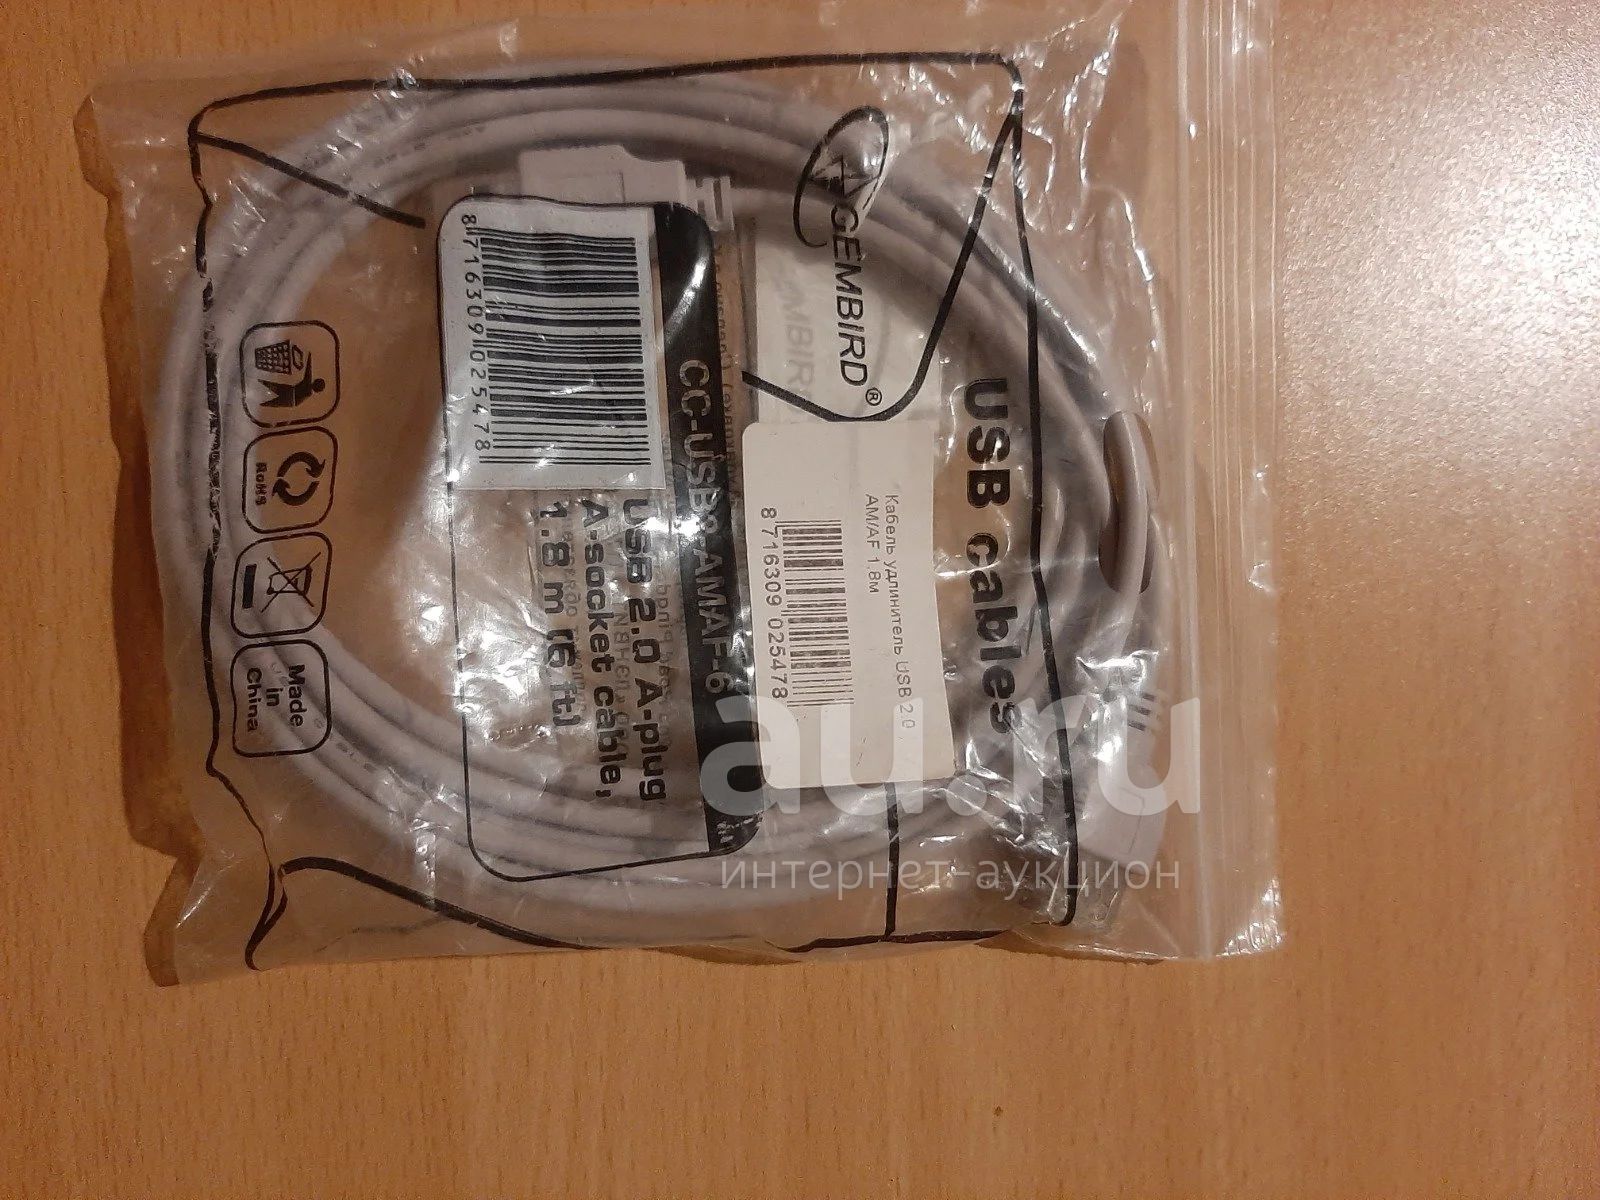 GEMBIRD®
USB cables
Кабель удлинитель USB 2.0,
AM/AF 1.8м
8 716309 025478
CC-USB2-AMAF-6
USB 2.0 A-plug
A-socket cable,
1.8 m (6 ft)
8 716309 025478
RoHS
Made
in
China
au.ru
интернет-аукцион